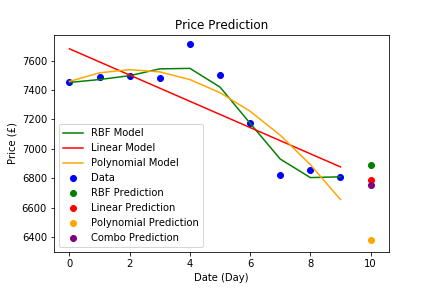 Price Prediction
Price (£)
7600
7400
7200
7000
6800
6600
6400
RBF Model
Linear Model
Polynomial Model
Data
RBF Prediction
Linear Prediction
Polynomial Prediction
Combo Prediction
0 2 4 6 8 10
Date (Day)